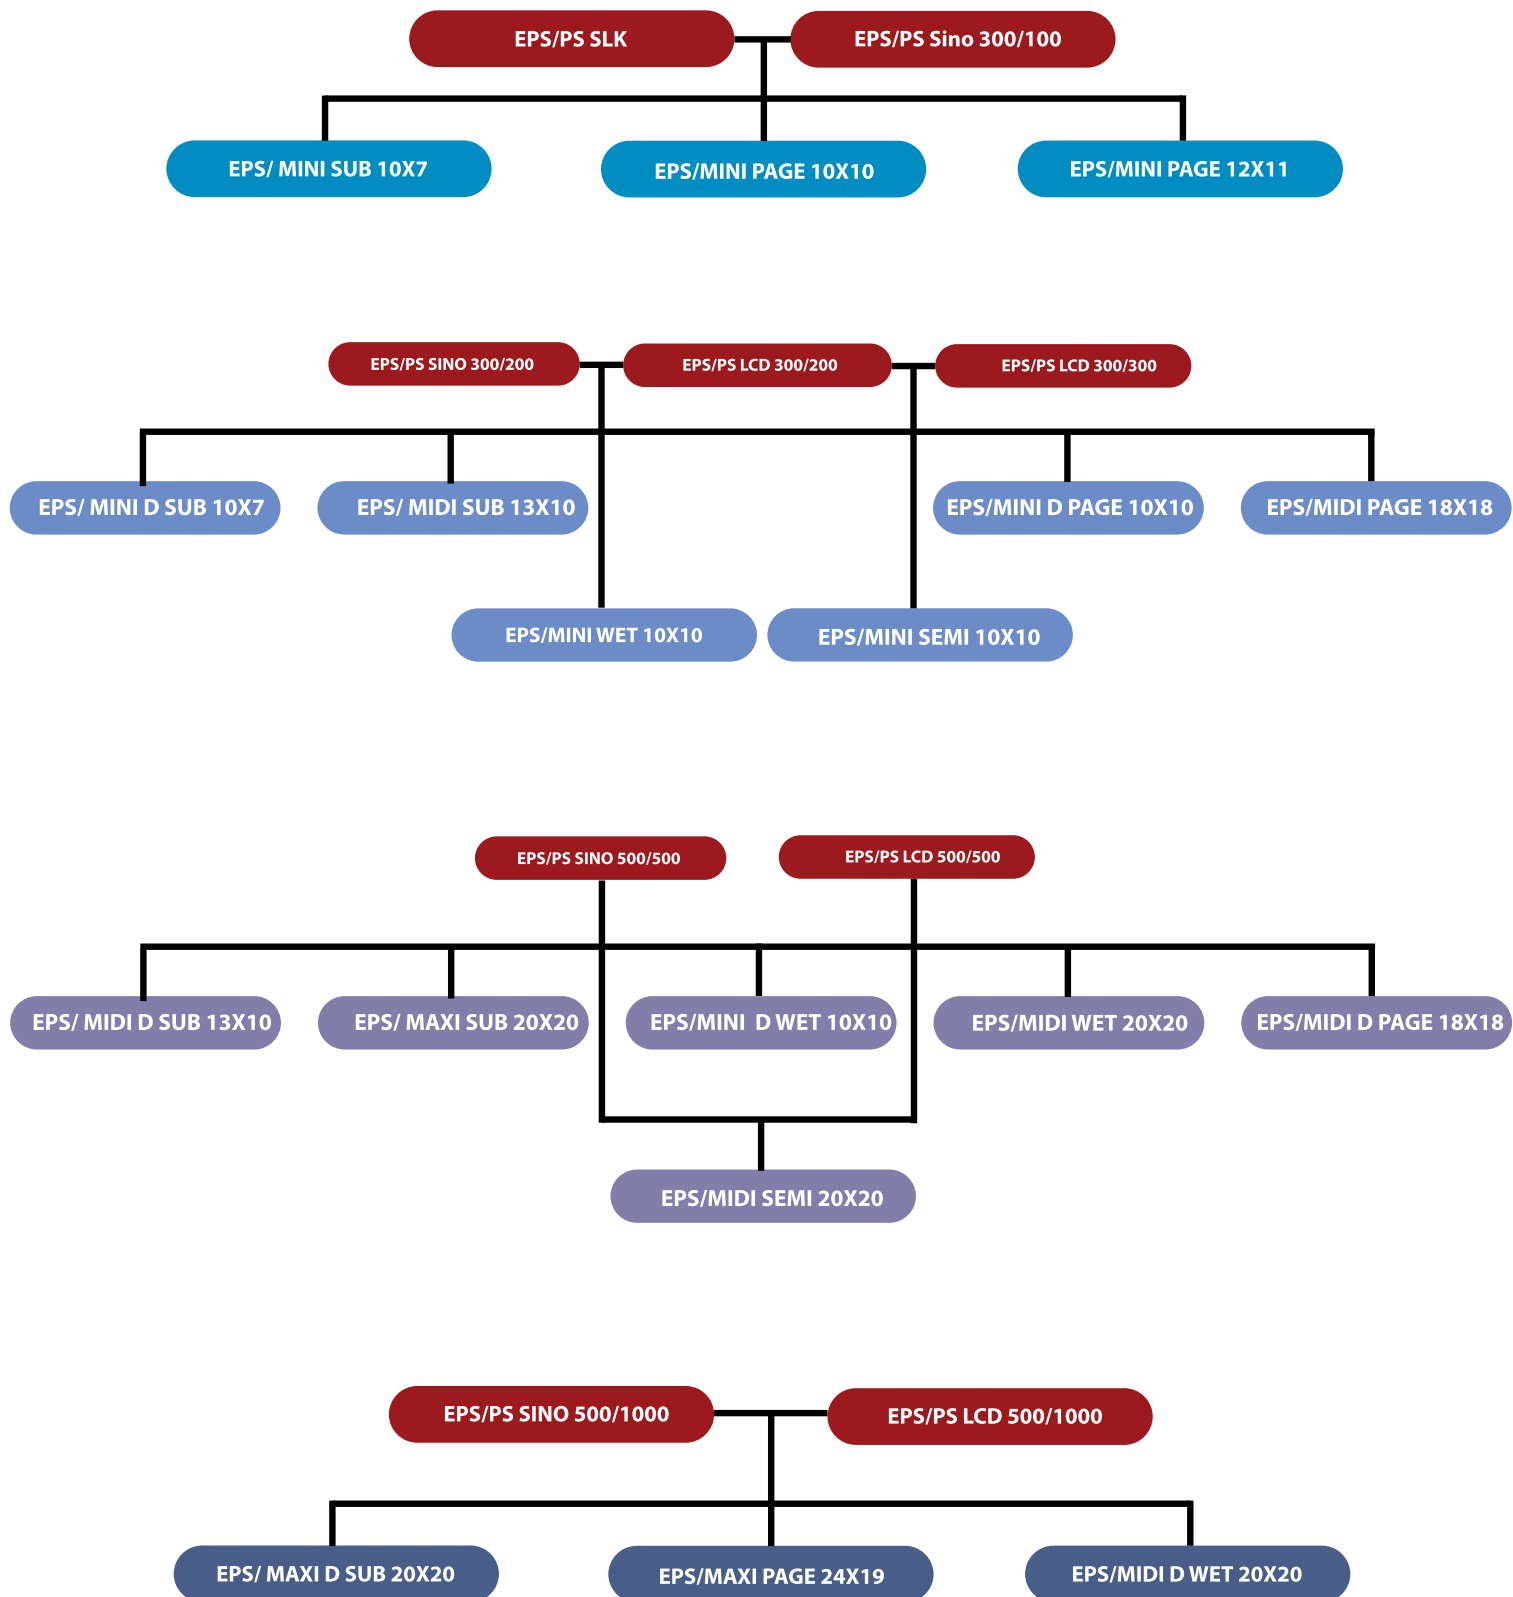 EPS/PS SLK
EPS/PS Sino 300/100
EPS/ MINI SUB 10X7
EPS/MINI PAGE 10X10
EPS/MINI PAGE 12X11
EPS/PS SINO 300/200
EPS/PS LCD 300/200
EPS/PS LCD 300/300
EPS/ MINI D SUB 10X7
EPS/ MIDI SUB 13X10
EPS/MINI D PAGE 10X10
EPS/MIDI PAGE 18X18
EPS/MINI WET 10X10
EPS/MINI SEMI 10X10
EPS/PS SINO 500/500
EPS/PS LCD 500/500
EPS/ MIDI D SUB 13X10
EPS/ MAXI SUB 20X20
EPS/MINI  D WET 10X10
EPS/MIDI WET 20X20
EPS/MIDI D PAGE 18X18
EPS/MIDI SEMI 20X20
EPS/PS SINO 500/1000
EPS/PS LCD 500/1000
EPS/ MAXI D SUB 20X20
EPS/MAXI PAGE 24X19
EPS/MIDI D WET 20X20